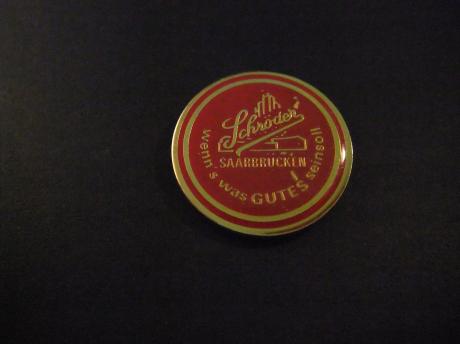 Schröder
SAARBRÜCKEN
wenn's was GUTES sein soll